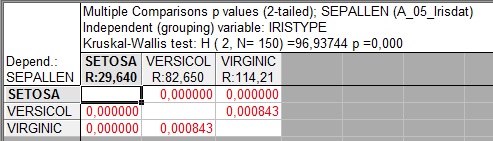 Multiple Comparisons p values (2-tailed); SEPALLEN (A_05_Irisdat)
Independent (grouping) variable: IRISTYPE
Kruskal-Wallis test: H ( 2, N= 150) =96,93744 p =0,000
Depend.: SETOSA VERSICOL VIRGINIC
SEPALLEN R:29,640 R:82,650 R:114,21
SETOSA 0,000000 0,000000
VERSICOL 0,000000 0,000843
VIRGINIC 0,000000 0,000843